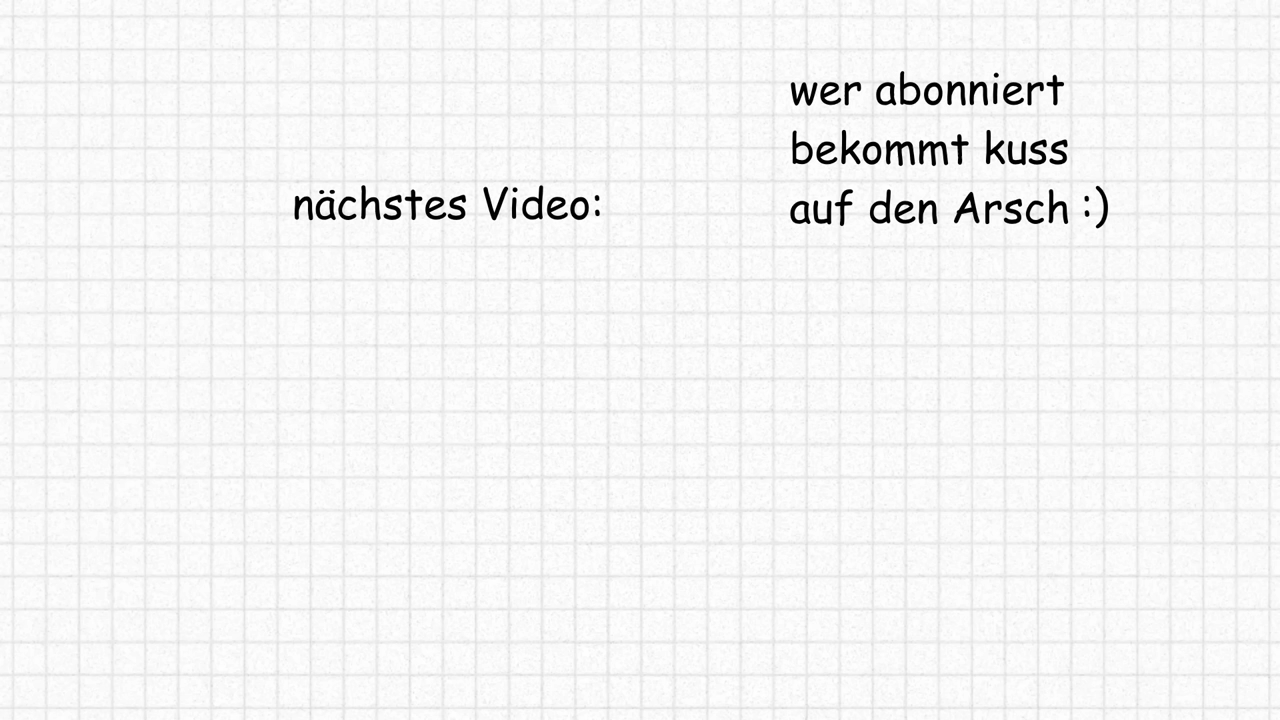 nächstes Video:
wer abonniert
bekommt kuss
auf den Arsch :)